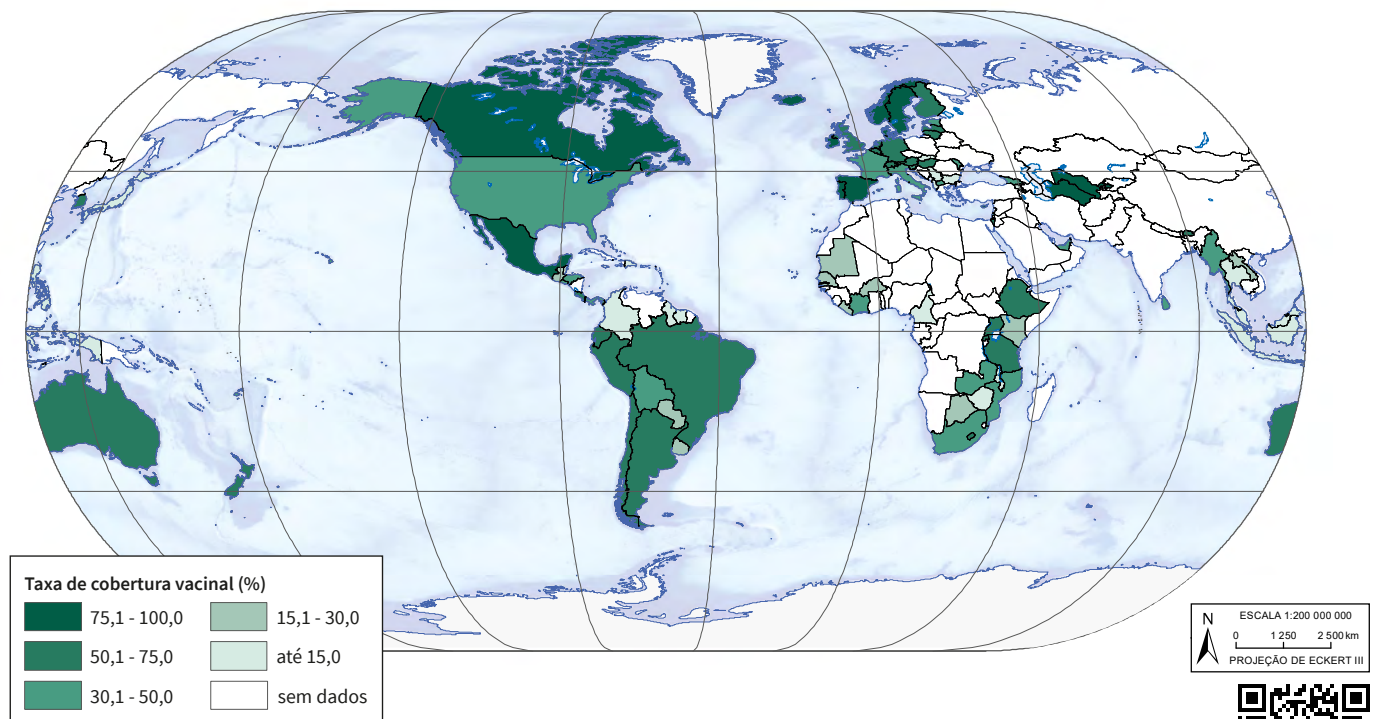 Taxa de cobertura vacinal (%)
75,1 - 100,0
50,1 - 75,0
30,1 - 50,0
15,1 - 30,0
até 15,0
sem dados
N
ESCALA 1:200 000 000
0 1 250 2 500 km
PROJEÇÃO DE ECKERT III